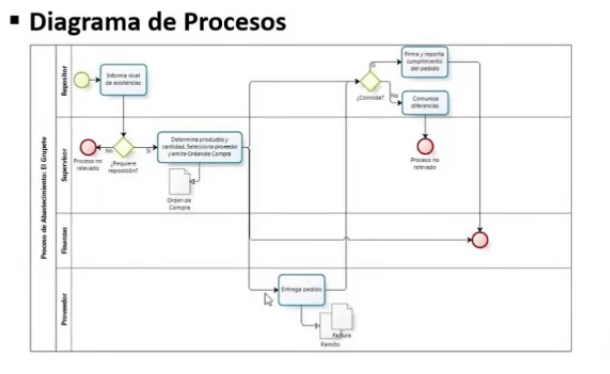 ▪ Diagrama de Procesos
Proceso de Abastecimiento: El Grupete
Repositor
Informa nivel
de existencias
Firma y reporta
cumplimiento
del pedido
Si
¿Coincide?
No
Comunica
diferencias
Proceso no
relevado
Supervisor
Proceso no
relevado
No
¿Requiere
reposición?
Si
Determina productos y
cantidad. Selecciona proveedor
y emite Orden de Compra
Orden de
Compra
Finanzas
Proveedor
Entrega pedido
Factura
Remito